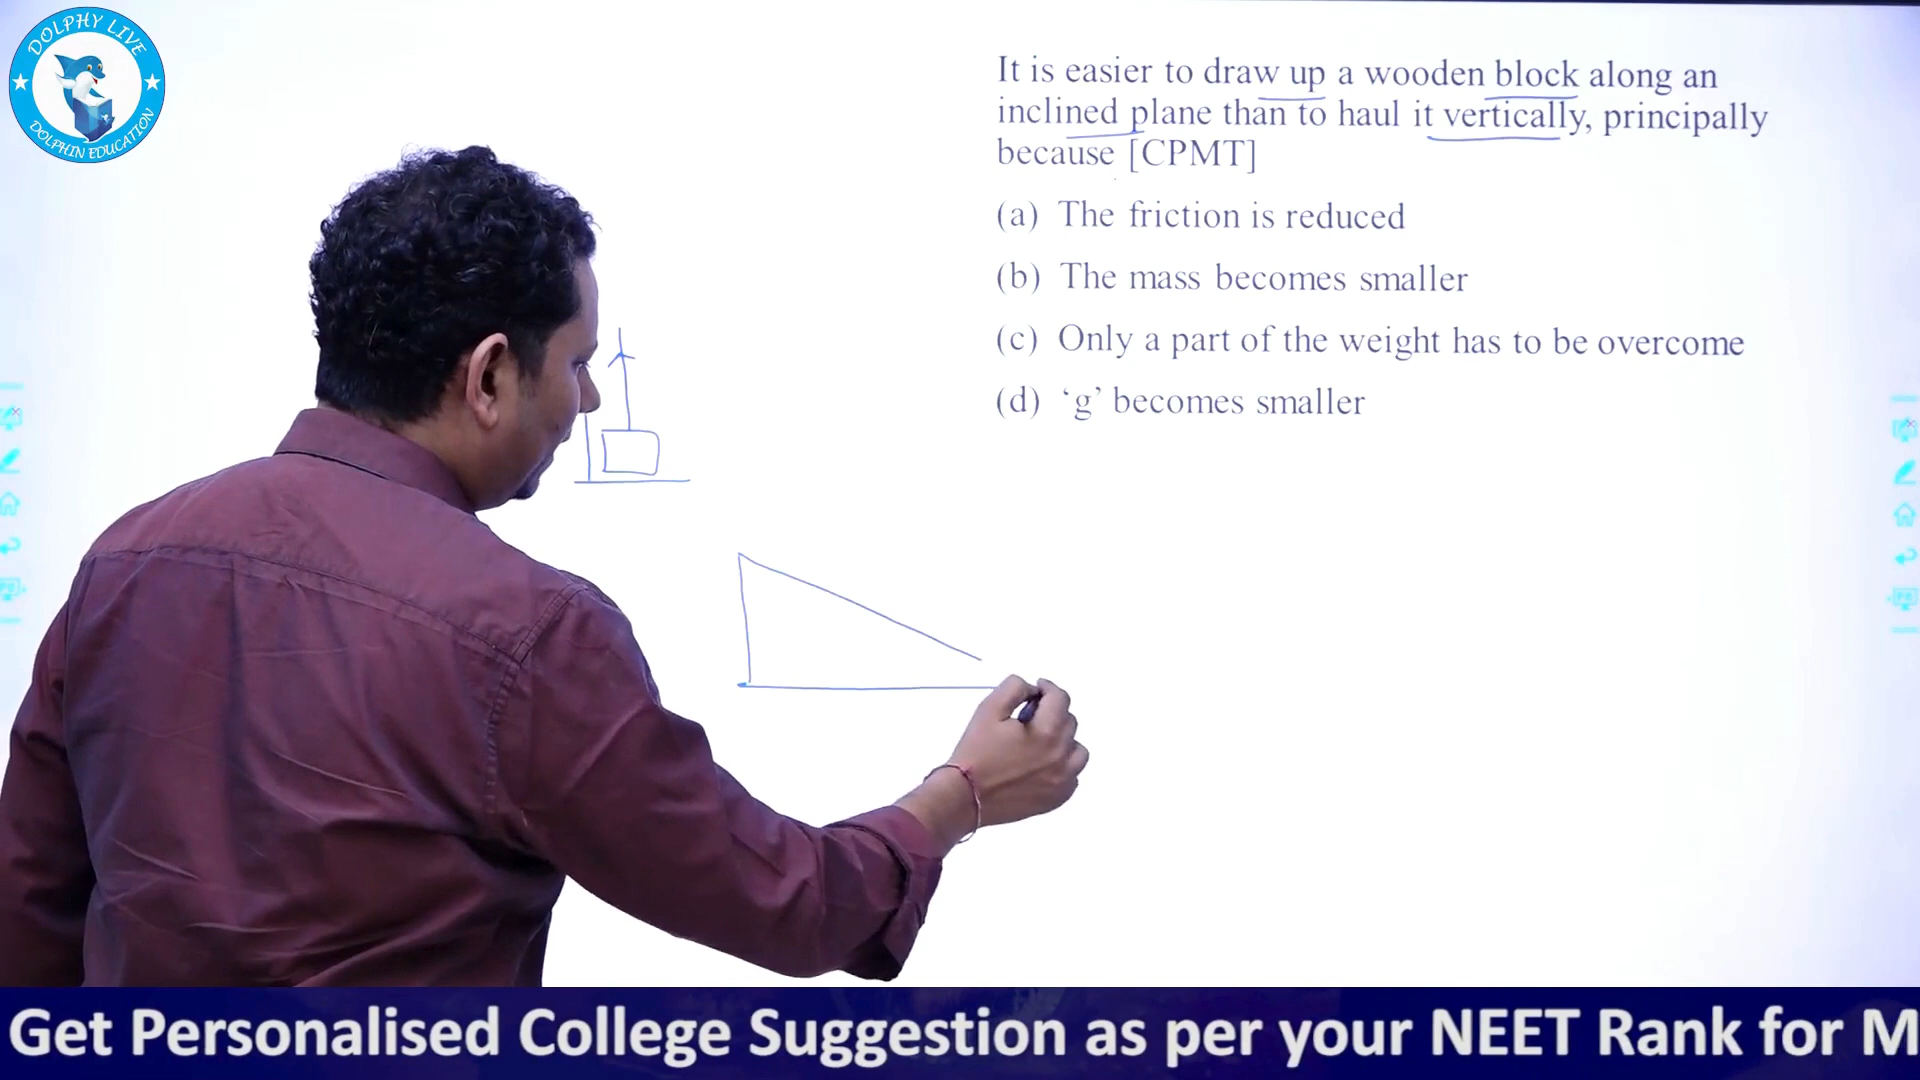 DOLPHY LIVE
DOLPHIN EDUCATION
It is easier to draw up a wooden block along an
inclined plane than to haul it vertically, principally
because [CPMT]
(a) The friction is reduced
(b) The mass becomes smaller
(c) Only a part of the weight has to be overcome
(d) ‘g’ becomes smaller
Get Personalised College Suggestion as per your NEET Rank for M